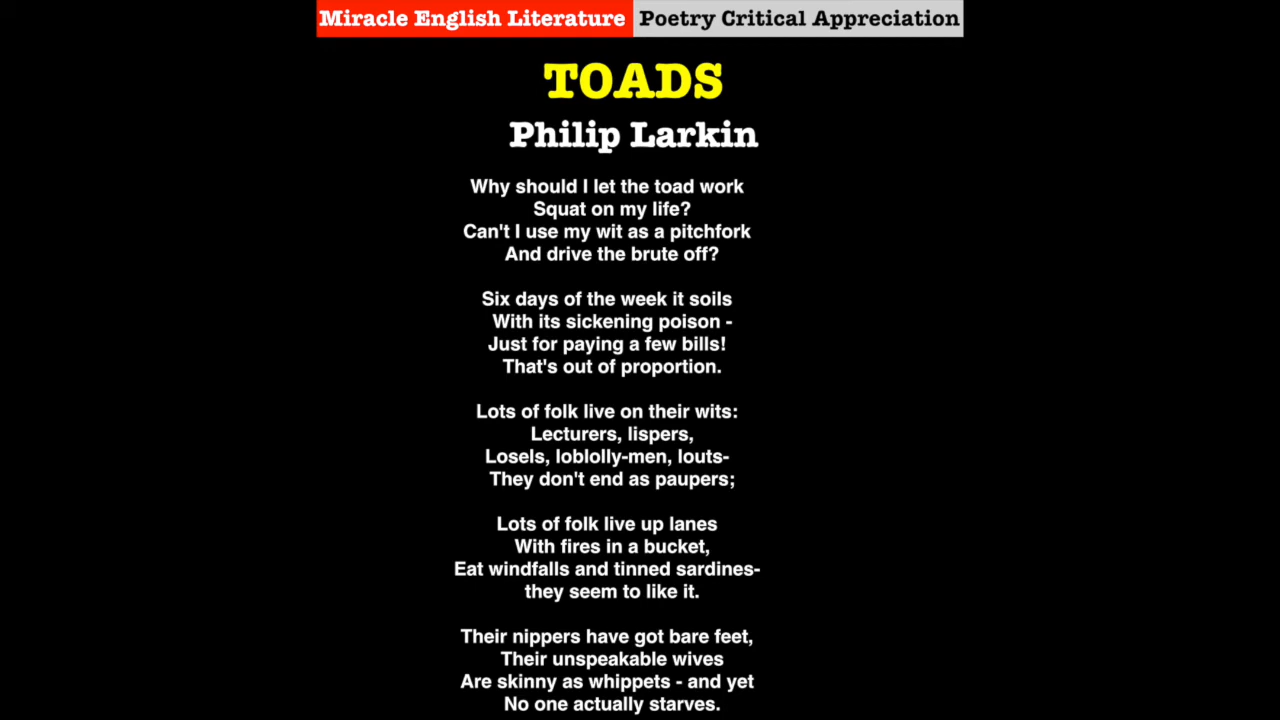 Miracle English Literature Poetry Critical Appreciation
TOADS
Philip Larkin
Why should I let the toad work
Squat on my life?
Can't I use my wit as a pitchfork
And drive the brute off?
Six days of the week it soils
With its sickening poison -
Just for paying a few bills!
That's out of proportion.
Lots of folk live on their wits:
Lecturers, lispers,
Losels, loblolly-men, louts-
They don't end as paupers;
Lots of folk live up lanes
With fires in a bucket,
Eat windfalls and tinned sardines-
they seem to like it.
Their nippers have got bare feet,
Their unspeakable wives
Are skinny as whippets - and yet
No one actually starves.